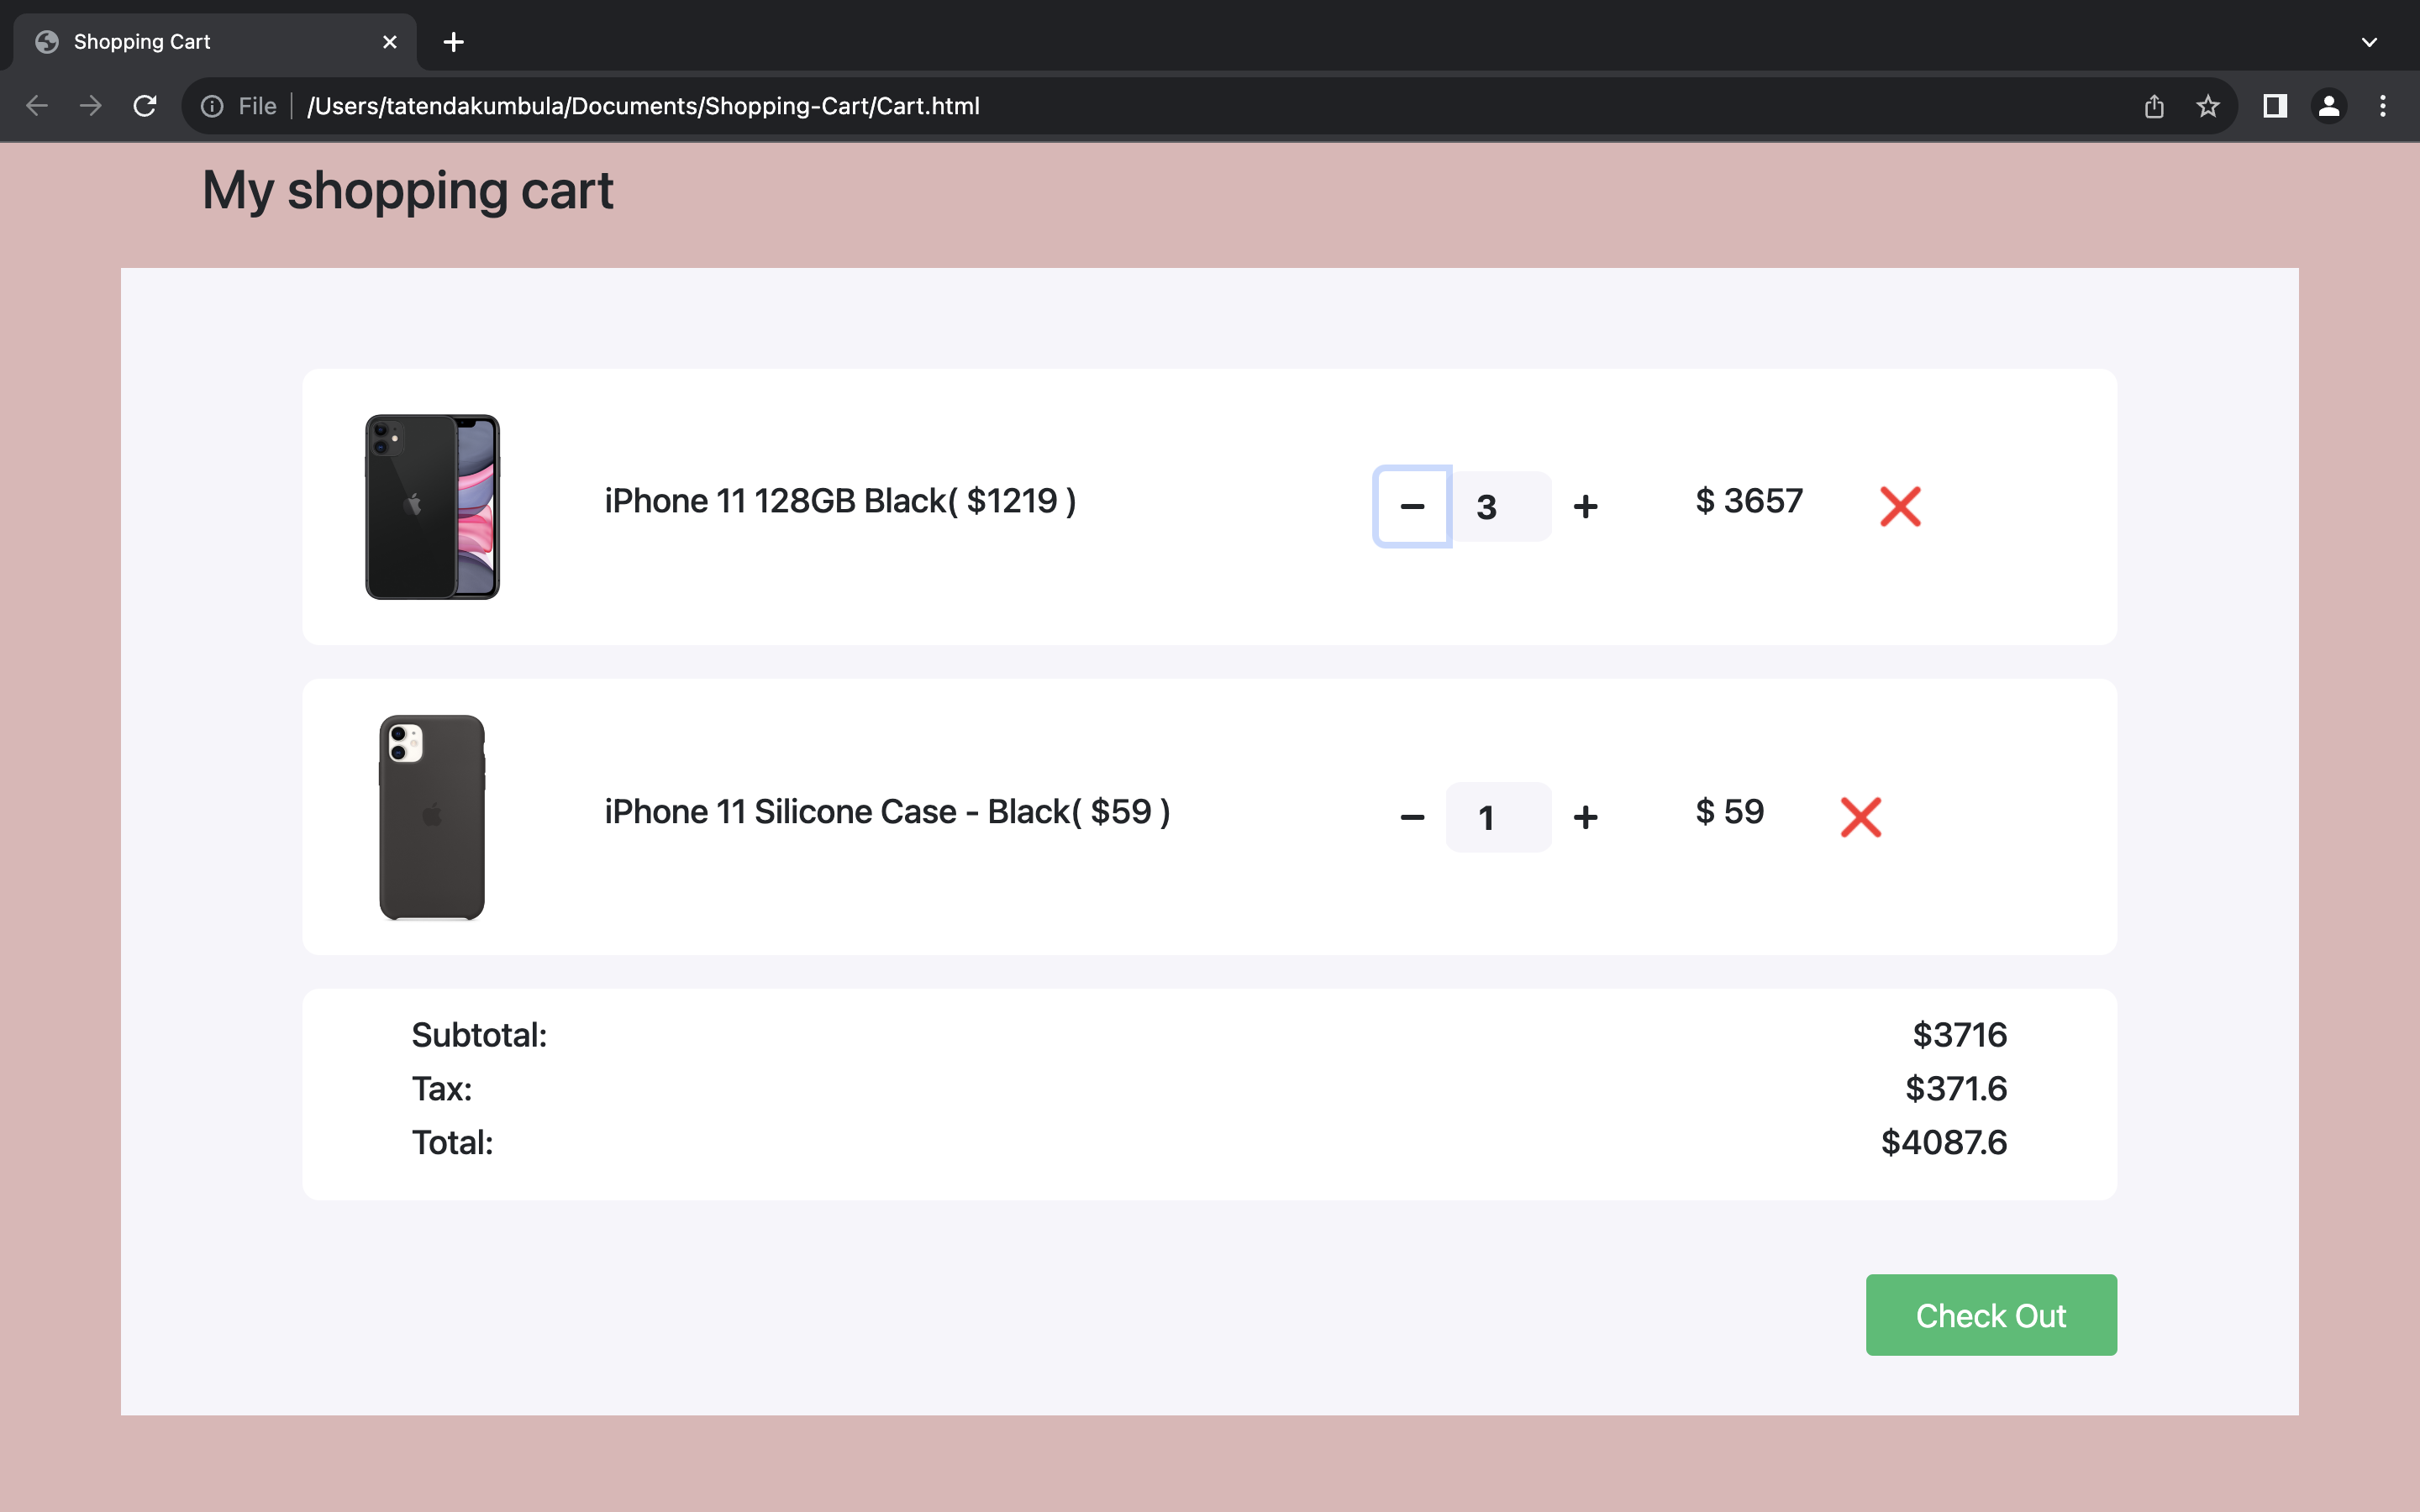 Shopping Cart
File /Users/tatendakumbula/Documents/Shopping-Cart/Cart.html
My shopping cart
iPhone 11 128GB Black( $1219 ) − 3 + $ 3657
iPhone 11 Silicone Case - Black( $59 ) − 1 + $ 59
Subtotal: $3716
Tax: $371.6
Total: $4087.6
Check Out